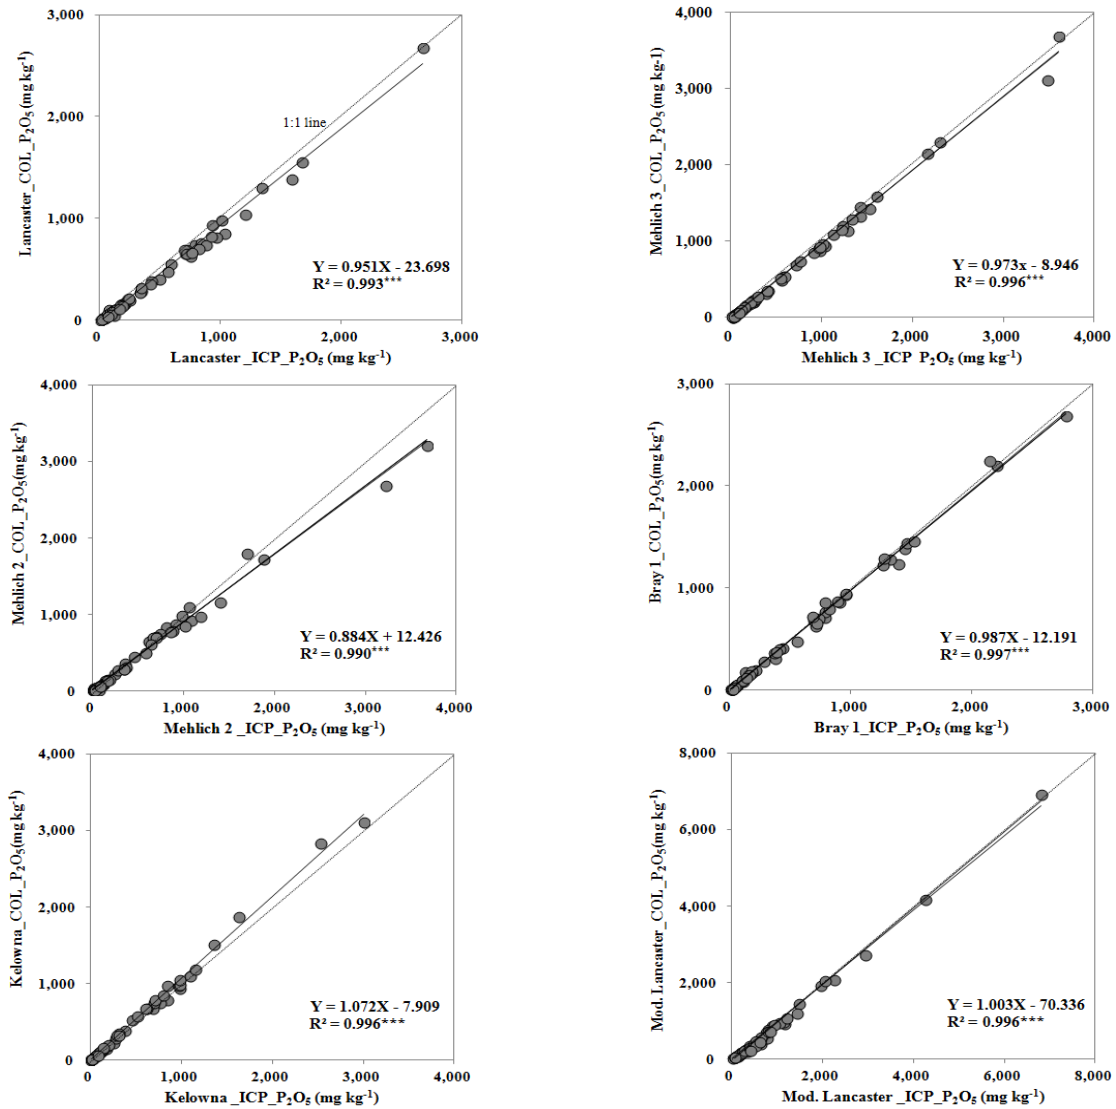 3,000
2,000
1,000
0
0
1,000
2,000
3,000
Lancaster_COL_P₂O₅ (mg kg⁻¹)
1:1 line
Y = 0.951X - 23.698
R² = 0.993***
Lancaster _ICP_P₂O₅ (mg kg⁻¹)
4,000
3,000
2,000
1,000
0
0
1,000
2,000
3,000
4,000
Mehlich 3_COL_P₂O₅ (mg kg-1)
Y = 0.973x - 8.946
R² = 0.996***
Mehlich 3 _ICP P₂O₅ (mg kg⁻¹)
4,000
3,000
2,000
1,000
0
0
1,000
2,000
3,000
4,000
Mehlich 2_COL_P₂O₅(mg kg⁻¹)
Y = 0.884X + 12.426
R² = 0.990***
Mehlich 2 _ICP_P₂O₅ (mg kg⁻¹)
3,000
2,000
1,000
0
0
1,000
2,000
3,000
Bray 1_COL_P₂O₅(mg kg⁻¹)
Y = 0.987X - 12.191
R² = 0.997***
Bray 1_ICP_P₂O₅ (mg kg⁻¹)
4,000
3,000
2,000
1,000
0
0
1,000
2,000
3,000
4,000
Kelowna_COL_P₂O₅(mg kg⁻¹)
Y = 1.072X - 7.909
R² = 0.996***
Kelowna _ICP_P₂O₅ (mg kg⁻¹)
8,000
6,000
4,000
2,000
0
0
2,000
4,000
6,000
8,000
Mod. Lancaster_COL_P₂O₅(mg kg⁻¹)
Y = 1.003X - 70.336
R² = 0.996***
Mod. Lancaster _ICP_P₂O₅ (mg kg⁻¹)